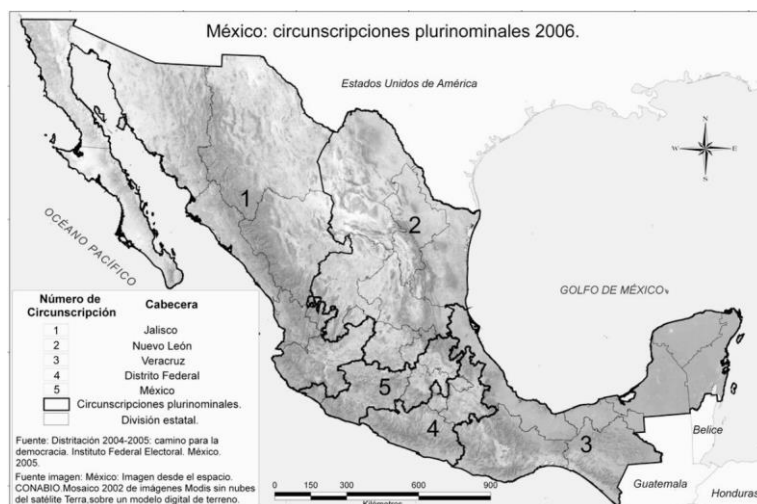 México: circunscripciones plurinominales 2006.
Estados Unidos de América
N
W E
S
1
2
OCÉANO PACÍFICO
GOLFO DE MÉXICO
Número de Circunscripción Cabecera
1 Jalisco
2 Nuevo León
3 Veracruz
4 Distrito Federal
5 México
Circunscripciones plurinominales.
División estatal.
5
4
3
Belice
Guatemala
Honduras
Fuente: Distritación 2004-2005: camino para la
democracia. Instituto Federal Electoral. México.
2005.
Fuente imagen: México: Imagen desde el espacio.
CONABIO.Mosaico 2002 de imágenes Modis sin nubes
del satélite Terra,sobre un modelo digital de terreno.
0 150 300 600 900
Kilómetros